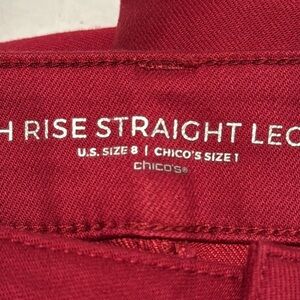 H RISE STRAIGHT LEG
U.S. SIZE 8 | CHICO'S SIZE 1
chico's®